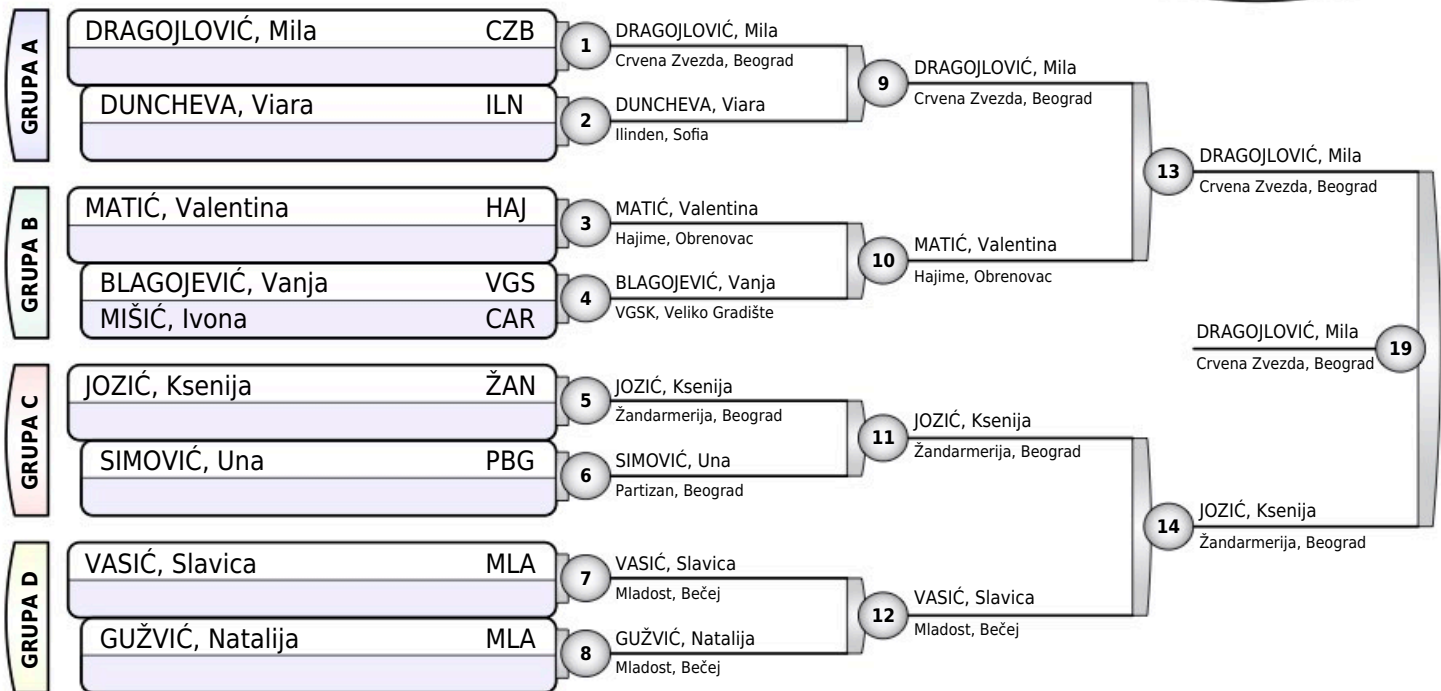 GRUPA A
DRAGOJLOVIĆ, Mila CZB
DUNCHEVA, Viara ILN
GRUPA B
MATIĆ, Valentina HAJ
BLAGOJEVIĆ, Vanja VGS
MIŠIĆ, Ivona CAR
GRUPA C
JOZIĆ, Ksenija ŽAN
SIMOVIĆ, Una PBG
GRUPA D
VASIĆ, Slavica MLA
GUŽVIĆ, Natalija MLA
1
DRAGOJLOVIĆ, Mila
Crvena Zvezda, Beograd
2
DUNCHEVA, Viara
Ilinden, Sofia
3
MATIĆ, Valentina
Hajime, Obrenovac
4
BLAGOJEVIĆ, Vanja
VGSK, Veliko Gradište
5
JOZIĆ, Ksenija
Žandarmerija, Beograd
6
SIMOVIĆ, Una
Partizan, Beograd
7
VASIĆ, Slavica
Mladost, Bečej
8
GUŽVIĆ, Natalija
Mladost, Bečej
9
DRAGOJLOVIĆ, Mila
Crvena Zvezda, Beograd
10
MATIĆ, Valentina
Hajime, Obrenovac
11
JOZIĆ, Ksenija
Žandarmerija, Beograd
12
VASIĆ, Slavica
Mladost, Bečej
13
DRAGOJLOVIĆ, Mila
Crvena Zvezda, Beograd
14
JOZIĆ, Ksenija
Žandarmerija, Beograd
DRAGOJLOVIĆ, Mila
Crvena Zvezda, Beograd
19